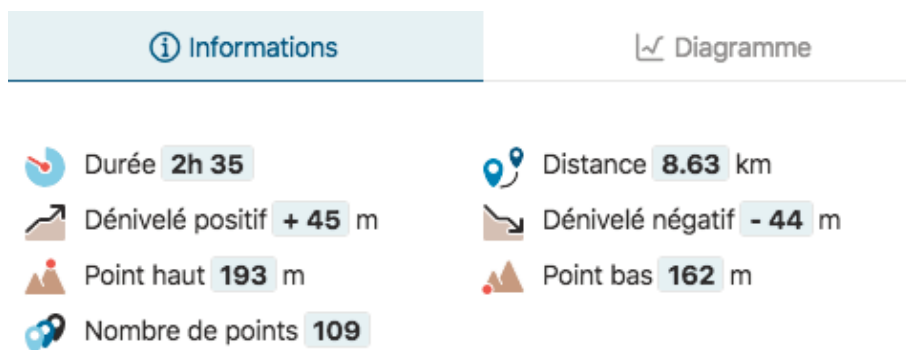 Informations
Diagramme
Durée 2h 35
Distance 8.63 km
Dénivelé positif + 45 m
Dénivelé négatif - 44 m
Point haut 193 m
Point bas 162 m
Nombre de points 109